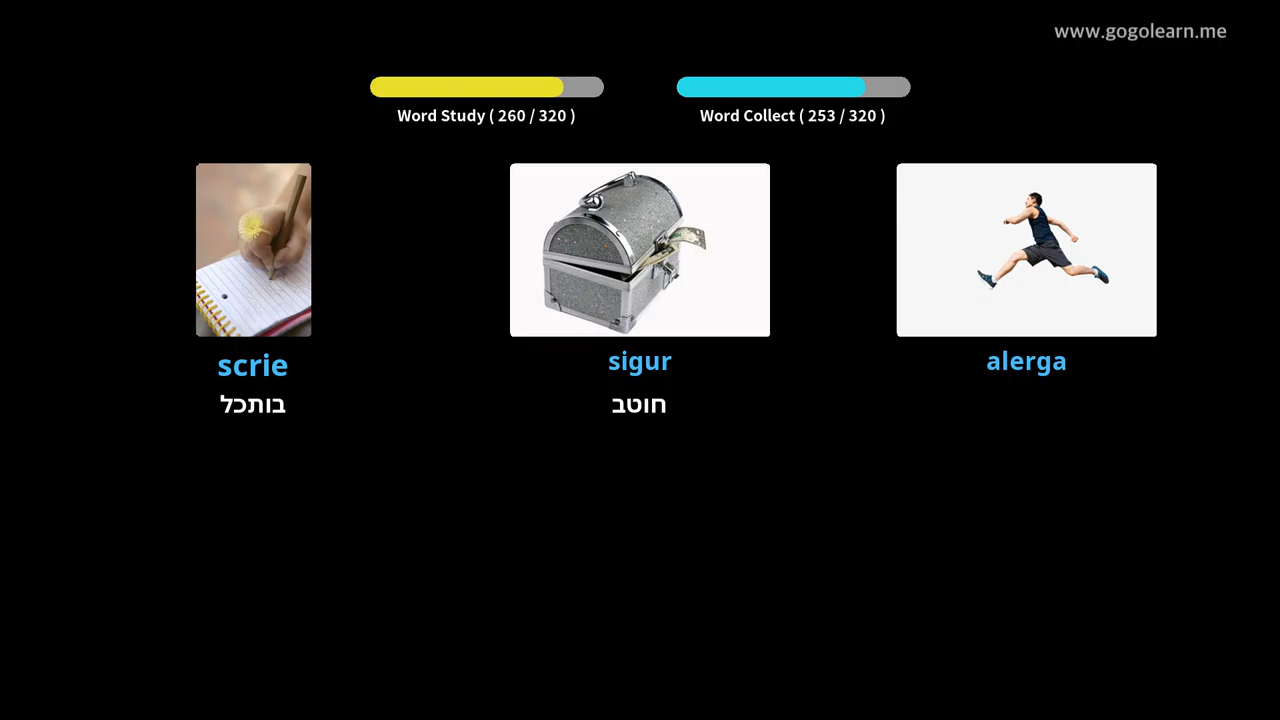 www.gogolearn.me
Word Study ( 260 / 320 )
Word Collect ( 253 / 320 )
scrie
בותכל
sigur
חוטב
alerga